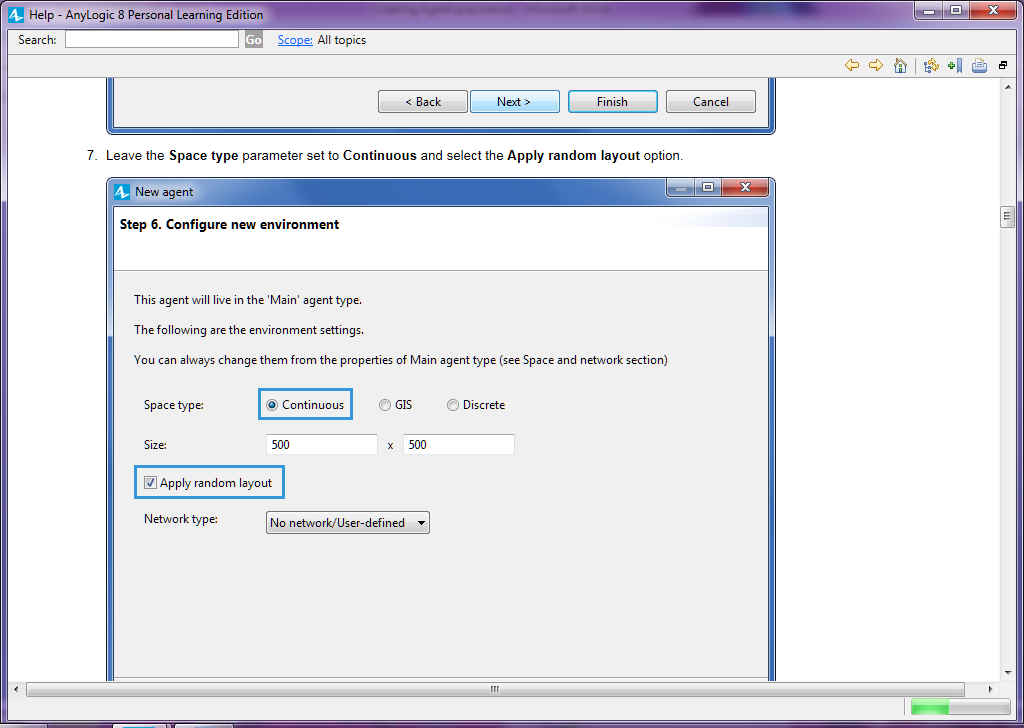 Help - AnyLogic 8 Personal Learning Edition
Search: Go Scope: All topics
< Back Next > Finish Cancel
7. Leave the Space type parameter set to Continuous and select the Apply random layout option.
New agent
Step 6. Configure new environment
This agent will live in the 'Main' agent type.
The following are the environment settings.
You can always change them from the properties of Main agent type (see Space and network section)
Space type: Continuous GIS Discrete
Size: 500 x 500
Apply random layout
Network type: No network/User-defined